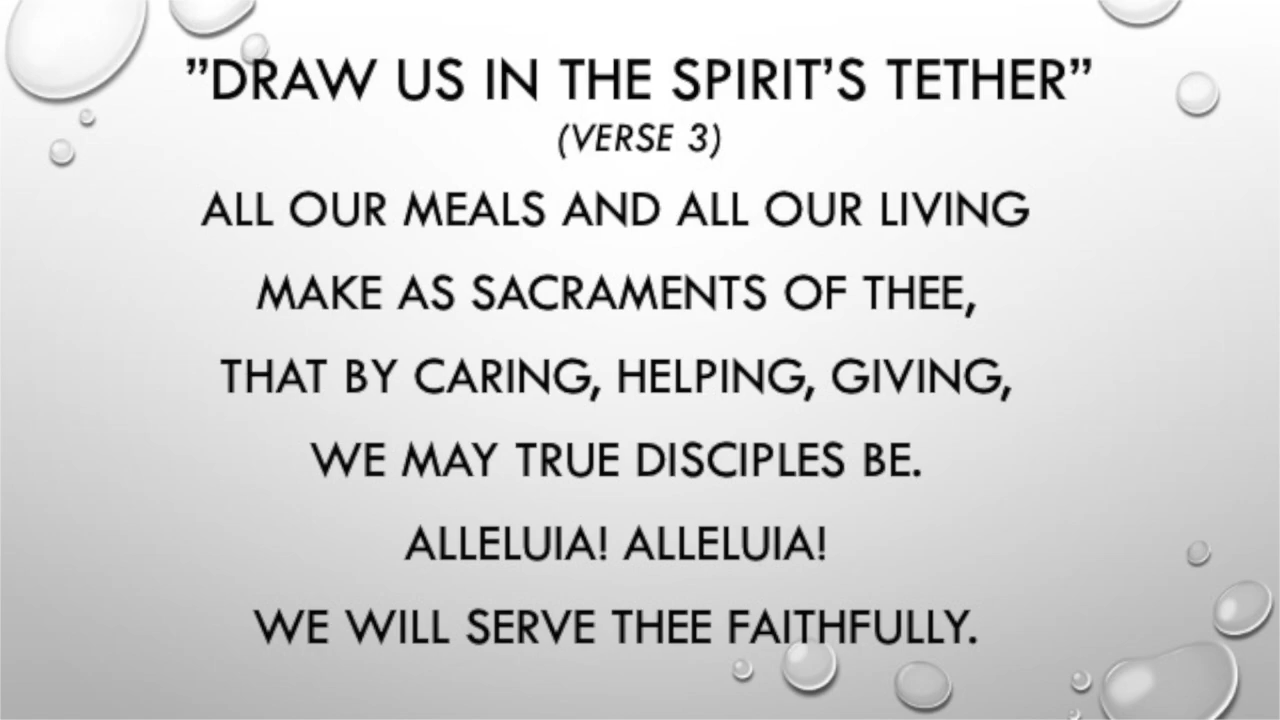 ”DRAW US IN THE SPIRIT’S TETHER”
(VERSE 3)
ALL OUR MEALS AND ALL OUR LIVING
MAKE AS SACRAMENTS OF THEE,
THAT BY CARING, HELPING, GIVING,
WE MAY TRUE DISCIPLES BE.
ALLELUIA! ALLELUIA!
WE WILL SERVE THEE FAITHFULLY.